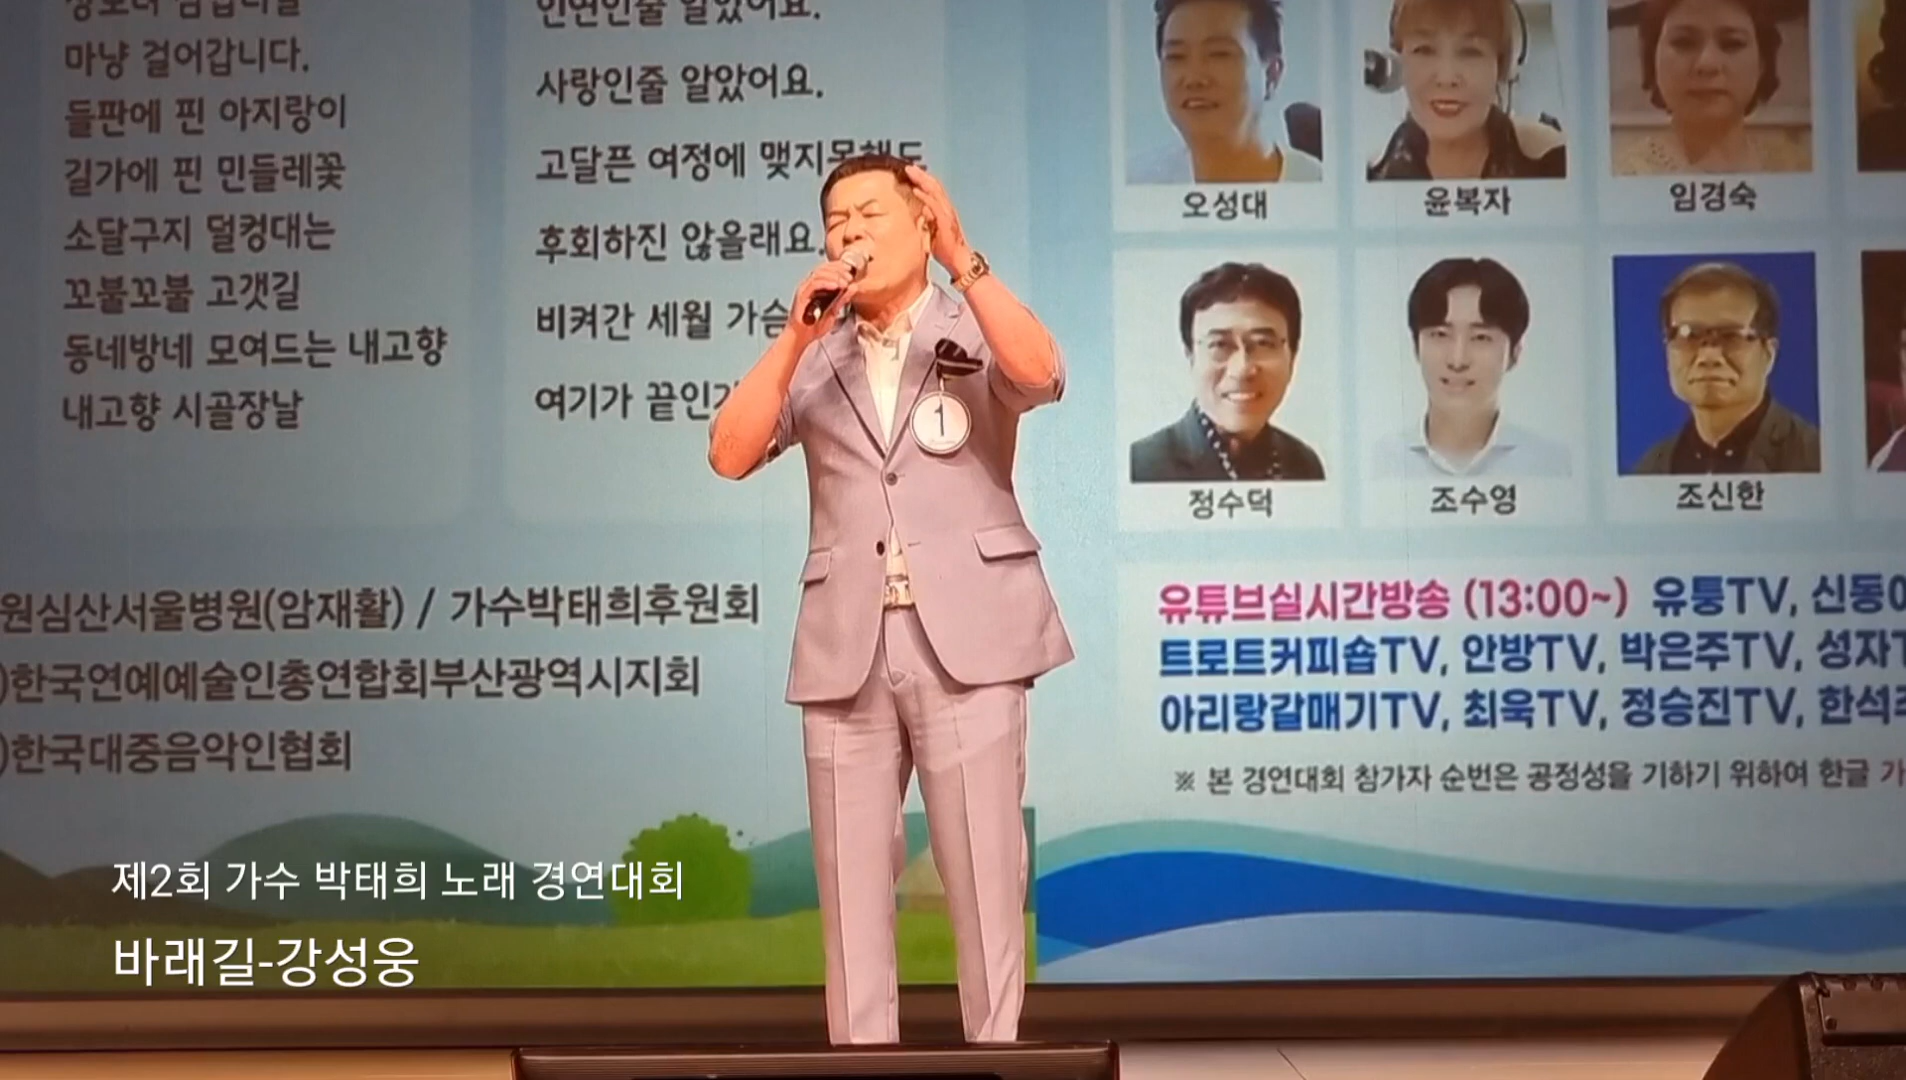 마냥 걸어갑니다.
들판에 핀 아지랑이
길가에 핀 민들레꽃
소달구지 덜컹대는
꼬불꼬불 고갯길
동네방네 모여드는 내고향
내고향 시골장날
인연인줄 알았어요.
사랑인줄 알았어요.
고달픈 여정에 맺지못해도
후회하진 않을래요.
비켜간 세월 가슴
여기가 끝인가
오성대
윤복자
임경숙
정수덕
조수영
조신한
1
원심산서울병원(암재활) / 가수박태희후원회
)한국연예예술인총연합회부산광역시지회
)한국대중음악인협회
유튜브실시간방송 (13:00~) 유퉁TV, 신동아
트로트커피숍TV, 안방TV, 박은주TV, 성자T
아리랑갈매기TV, 최욱TV, 정승진TV, 한석주
※ 본 경연대회 참가자 순번은 공정성을 기하기 위하여 한글 가
제2회 가수 박태희 노래 경연대회
바래길-강성웅